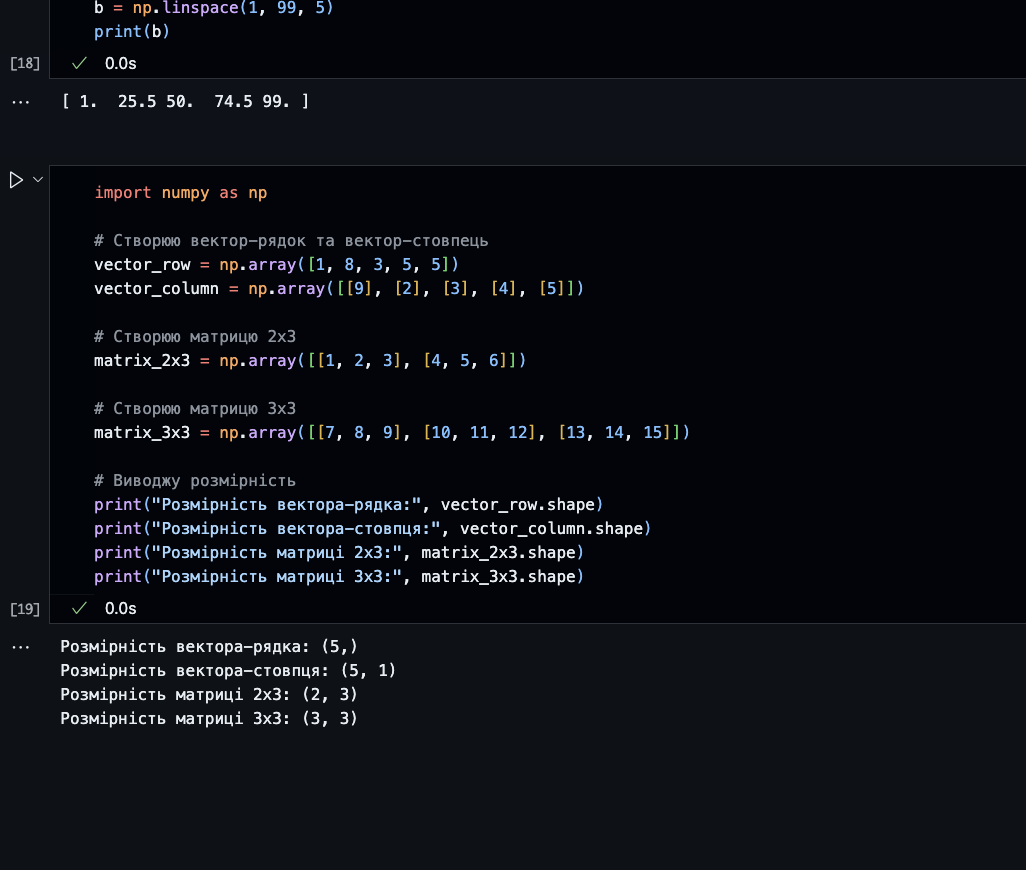 b = np.linspace(1, 99, 5)
print(b)
[18] 0.0s
... [ 1.  25.5 50.  74.5 99. ]
import numpy as np
# Створюю вектор-рядок та вектор-стовпець
vector_row = np.array([1, 8, 3, 5, 5])
vector_column = np.array([[9], [2], [3], [4], [5]])
# Створюю матрицю 2x3
matrix_2x3 = np.array([[1, 2, 3], [4, 5, 6]])
# Створюю матрицю 3x3
matrix_3x3 = np.array([[7, 8, 9], [10, 11, 12], [13, 14, 15]])
# Виводжу розмірність
print("Розмірність вектора-рядка:", vector_row.shape)
print("Розмірність вектора-стовпця:", vector_column.shape)
print("Розмірність матриці 2x3:", matrix_2x3.shape)
print("Розмірність матриці 3x3:", matrix_3x3.shape)
[19] 0.0s
... Розмірність вектора-рядка: (5,)
Розмірність вектора-стовпця: (5, 1)
Розмірність матриці 2x3: (2, 3)
Розмірність матриці 3x3: (3, 3)